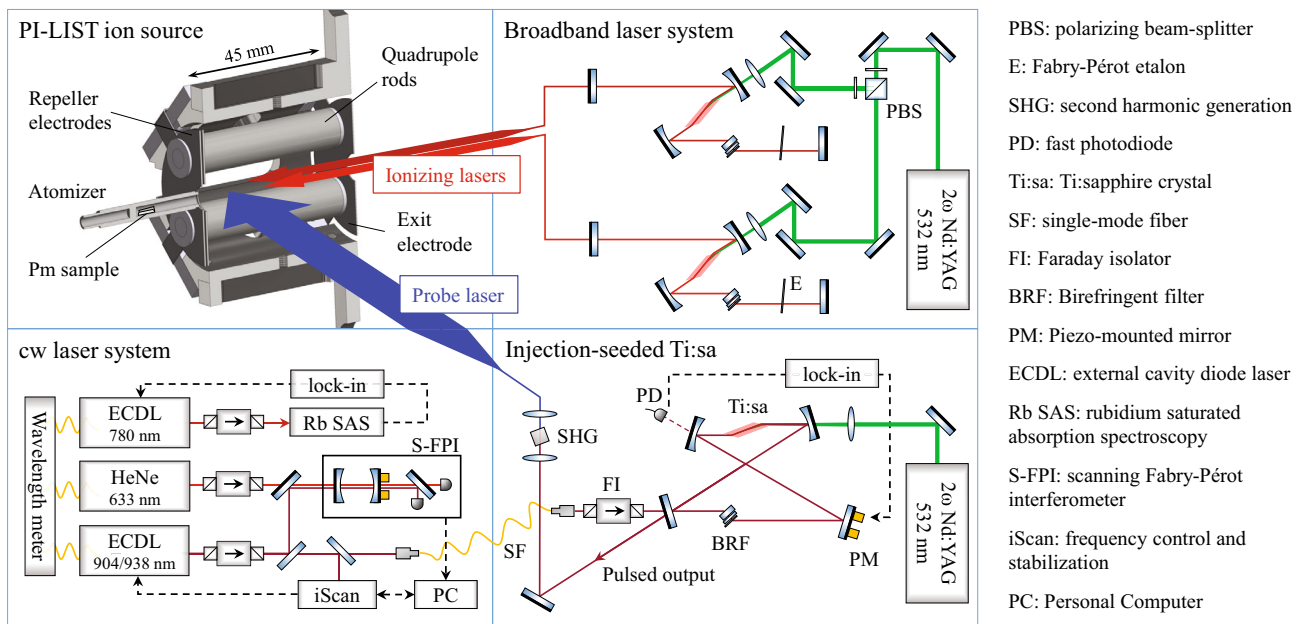 PI-LIST ion source
45 mm
Quadrupole
rods
Repeller
electrodes
Atomizer
Pm sample
Exit
electrode
Ionizing lasers
Probe laser
Broadband laser system
PBS
E
2ω Nd:YAG
532 nm
cw laser system
Wavelength meter
lock-in
ECDL
780 nm
Rb SAS
HeNe
633 nm
S-FPI
ECDL
904/938 nm
iScan
PC
SF
SHG
Injection-seeded Ti:sa
PD
lock-in
Ti:sa
FI
BRF
PM
Pulsed output
2ω Nd:YAG
532 nm
PBS: polarizing beam-splitter
E: Fabry-Pérot etalon
SHG: second harmonic generation
PD: fast photodiode
Ti:sa: Ti:sapphire crystal
SF: single-mode fiber
FI: Faraday isolator
BRF: Birefringent filter
PM: Piezo-mounted mirror
ECDL: external cavity diode laser
Rb SAS: rubidium saturated
absorption spectroscopy
S-FPI: scanning Fabry-Pérot
interferometer
iScan: frequency control and
stabilization
PC: Personal Computer